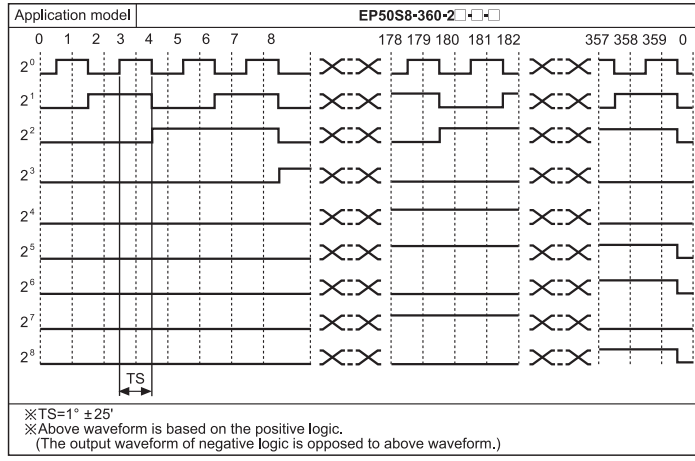 Application model EP50S8-360-2□-□-□
0 1 2 3 4 5 6 7 8 178 179 180 181 182 357 358 359 0
2⁰
2¹
2²
2³
2⁴
2⁵
2⁶
2⁷
2⁸
TS
※TS=1° ±25'
※Above waveform is based on the positive logic.
(The output waveform of negative logic is opposed to above waveform.)